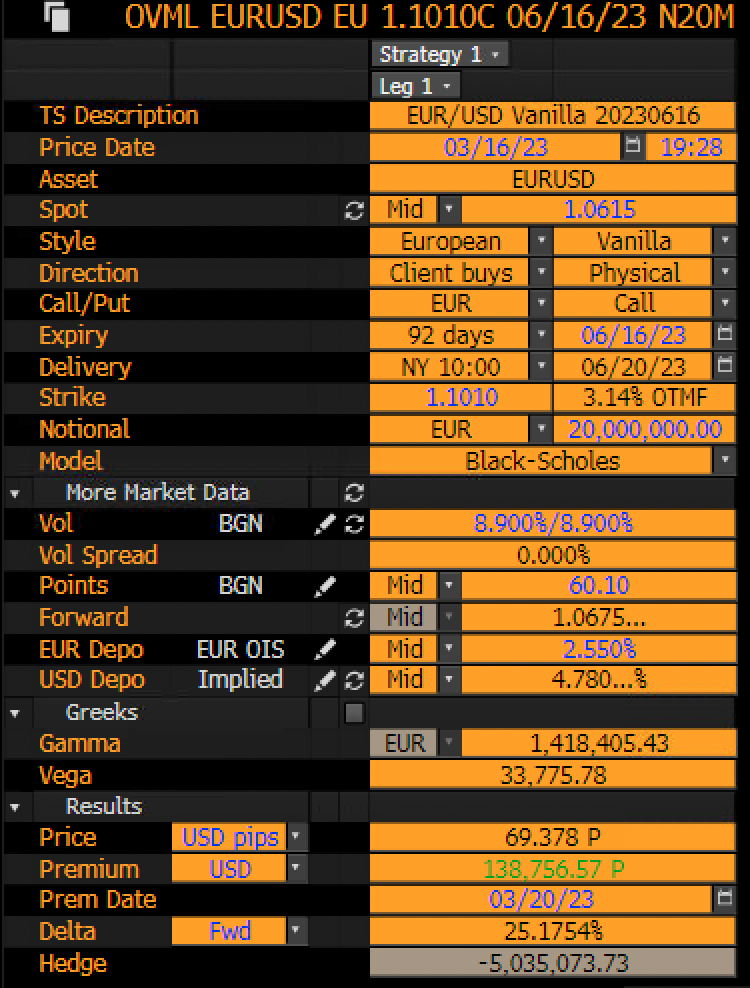 OVML EURUSD EU 1.1010C 06/16/23 N20M
Strategy 1
Leg 1
TS Description EUR/USD Vanilla 20230616
Price Date 03/16/23 19:28
Asset EURUSD
Spot Mid 1.0615
Style European Vanilla
Direction Client buys Physical
Call/Put EUR Call
Expiry 92 days 06/16/23
Delivery NY 10:00 06/20/23
Strike 1.1010 3.14% OTMF
Notional EUR 20,000,000.00
Model Black-Scholes
More Market Data
Vol BGN 8.900%/8.900%
Vol Spread 0.000%
Points BGN Mid 60.10
Forward Mid 1.0675...
EUR Depo EUR OIS Mid 2.550%
USD Depo Implied Mid 4.780...%
Greeks
Gamma EUR 1,418,405.43
Vega 33,775.78
Results
Price USD pips 69.378 P
Premium USD 138,756.57 P
Prem Date 03/20/23
Delta Fwd 25.1754%
Hedge -5,035,073.73